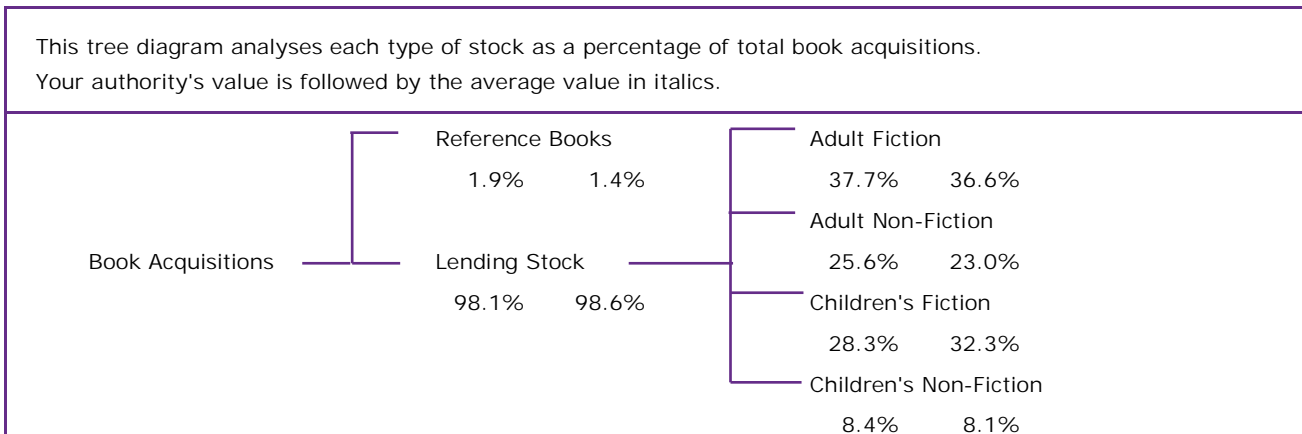 This tree diagram analyses each type of stock as a percentage of total book acquisitions.
Your authority's value is followed by the average value in italics.
Reference Books Adult Fiction
1.9% 1.4% 37.7% 36.6%
Adult Non-Fiction
Book Acquisitions Lending Stock 25.6% 23.0%
98.1% 98.6% Children's Fiction
28.3% 32.3%
Children's Non-Fiction
8.4% 8.1%